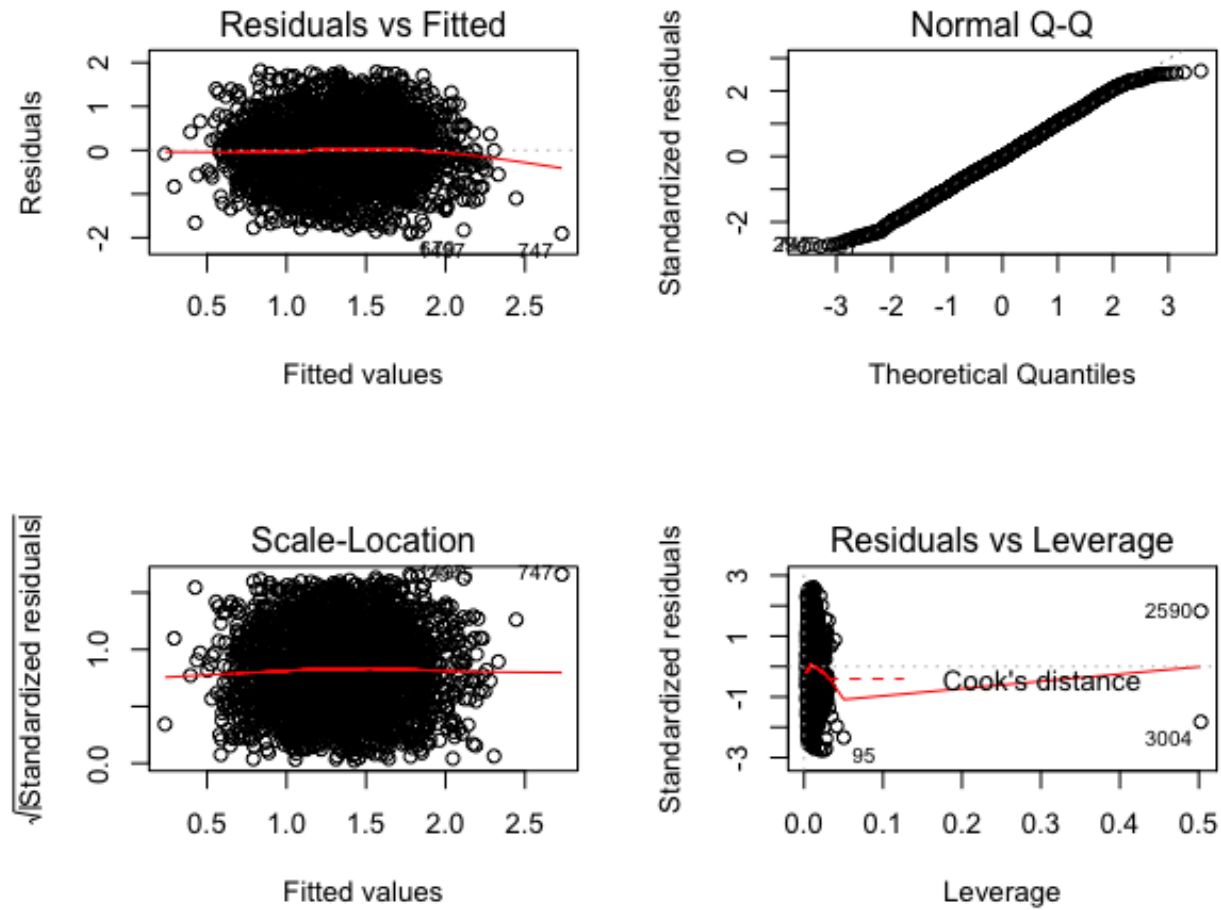 Residuals vs Fitted
Residuals
2
1
0
-2
747
0.5 1.0 1.5 2.0 2.5
Fitted values
Normal Q-Q
Standardized residuals
2
0
-2
-3 -2 -1 0 1 2 3
Theoretical Quantiles
Scale-Location
√|Standardized residuals|
1.0
0.0
747
0.5 1.0 1.5 2.0 2.5
Fitted values
Residuals vs Leverage
Standardized residuals
3
1
-1
-3
2590
Cook's distance
3004
95
0.0 0.1 0.2 0.3 0.4 0.5
Leverage